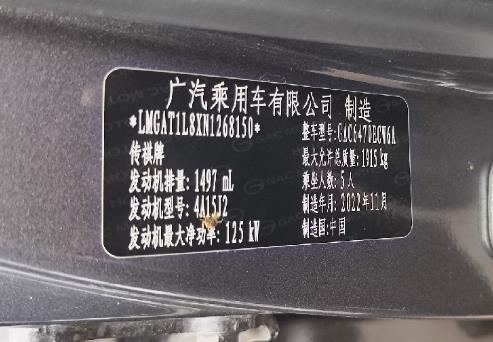 广汽乘用车有限公司 制造
*LMGAT1L8XN1268150*
整车型号:GAC6470ECW6A
传祺牌
最大允许总质量:1915 kg
发动机排量:1497 mL
乘坐人数:5人
发动机型号:4A15J2
制造年月:2022年11月
发动机最大净功率:125 kW
制造国:中国